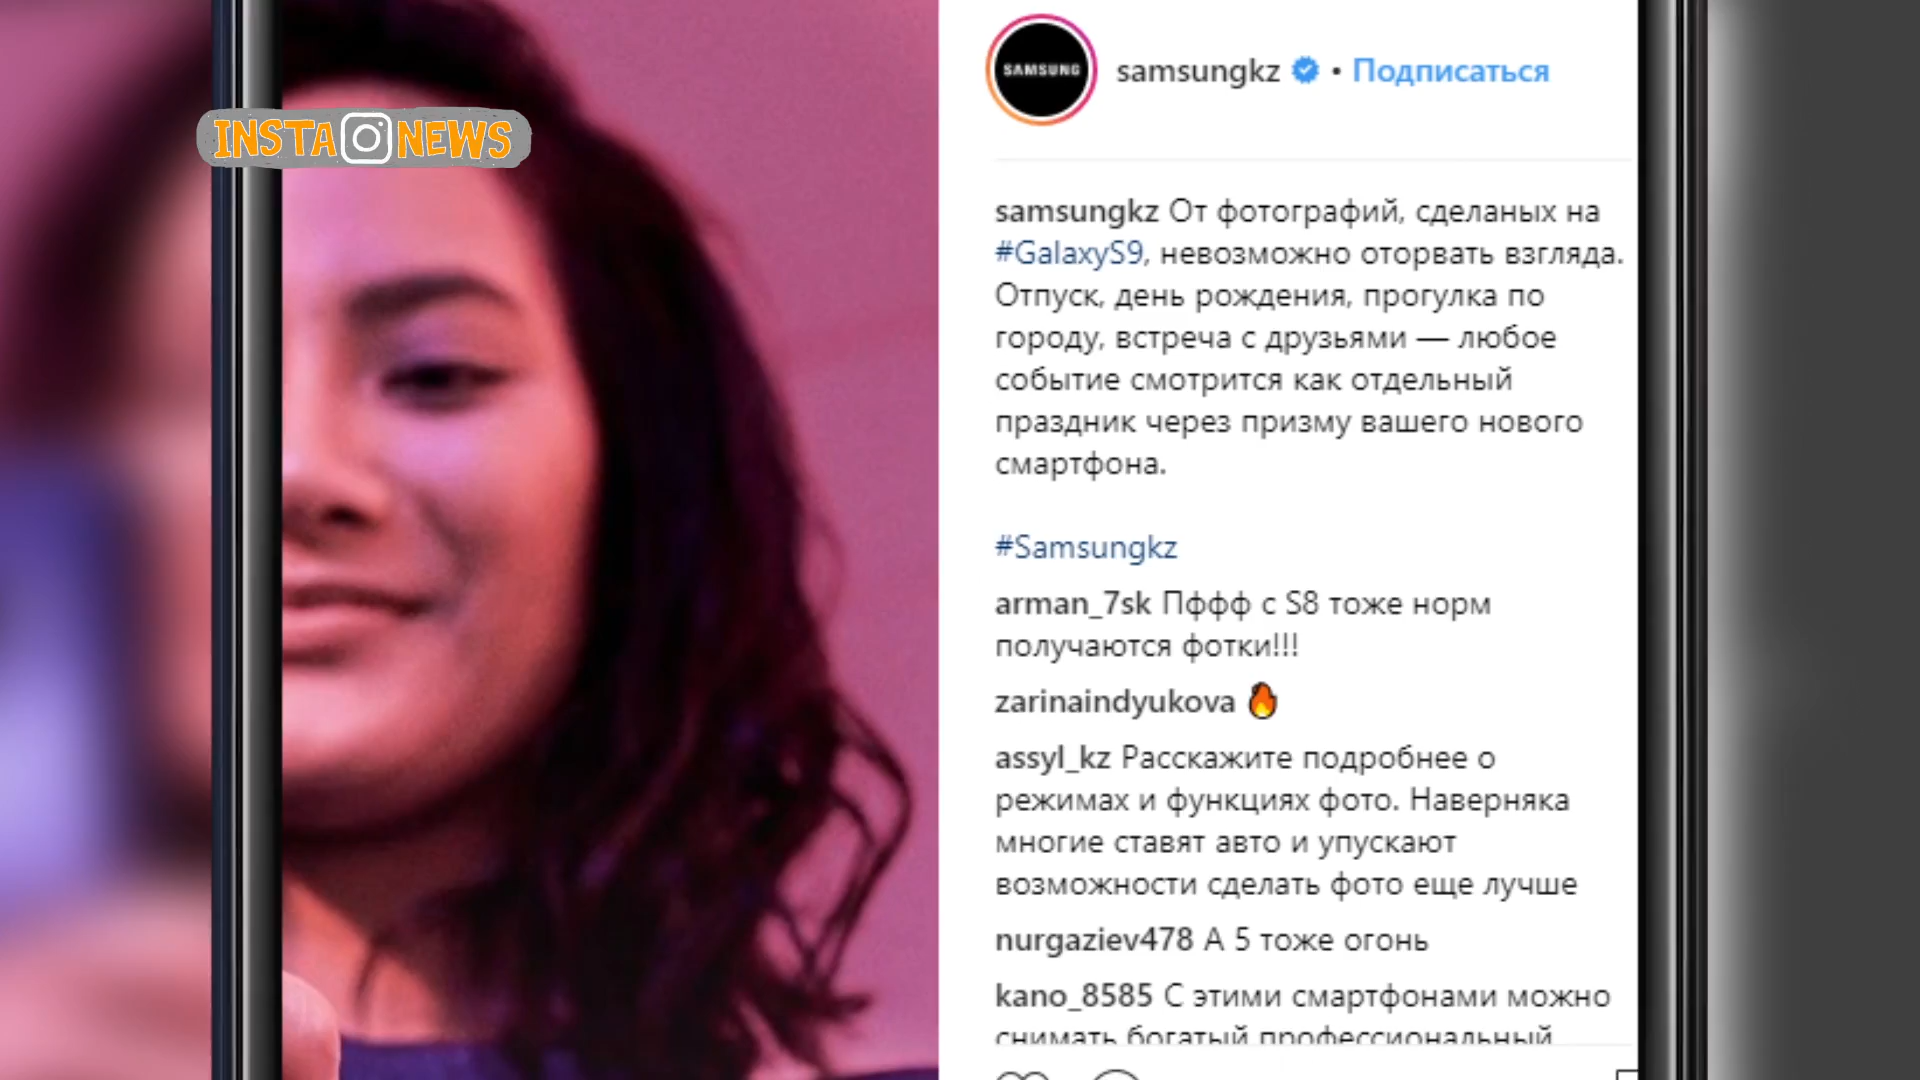 INSTA NEWS
SAMSUNG
samsungkz • Подписаться
samsungkz От фотографий, сделаных на
#GalaxyS9, невозможно оторвать взгляда.
Отпуск, день рождения, прогулка по
городу, встреча с друзьями — любое
событие смотрится как отдельный
праздник через призму вашего нового
смартфона.
#Samsungkz
arman_7sk Пффф с S8 тоже норм
получаются фотки!!!
zarinaindyukova 🔥
assyl_kz Расскажите подробнее о
режимах и функциях фото. Наверняка
многие ставят авто и упускают
возможности сделать фото еще лучше
nurgaziev478 А 5 тоже огонь
kano_8585 С этими смартфонами можно
снимать богатый профессиональный